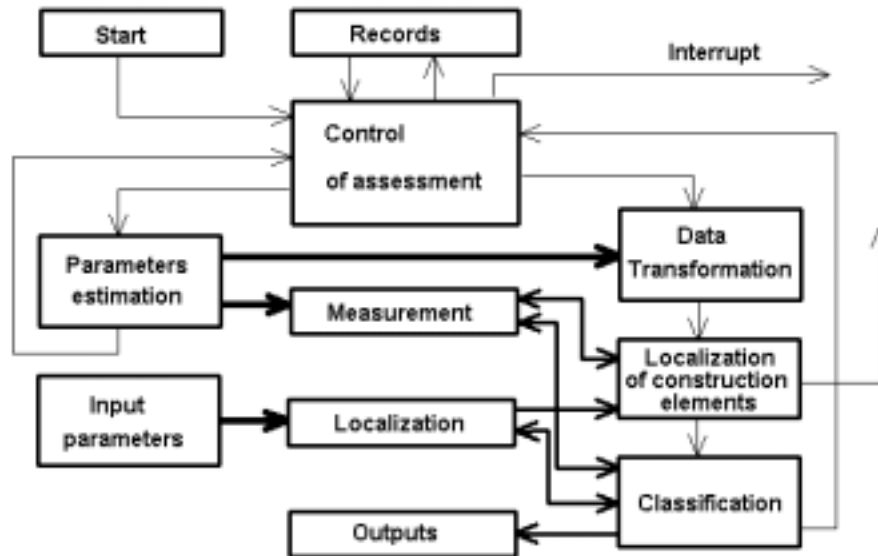 Start
Records
Interrupt
Control
of assessment
Data
Transformation
Parameters
estimation
Measurement
Localization
of construction
elements
Input
parameters
Localization
Classification
Outputs